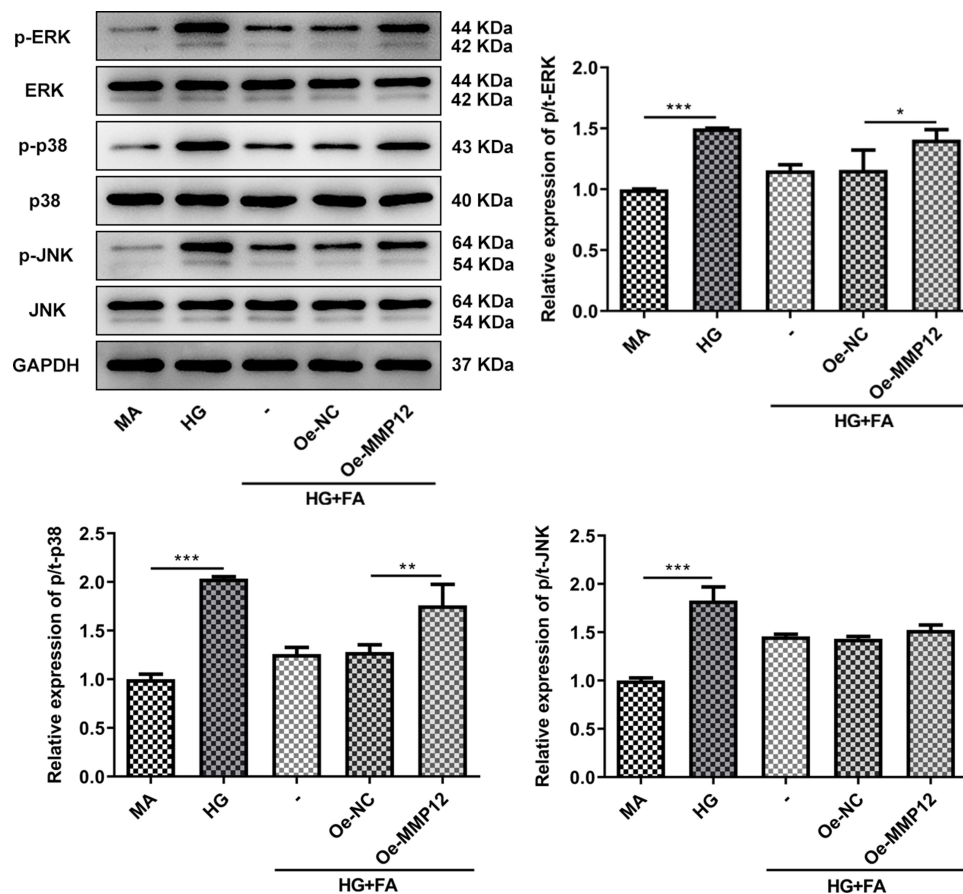 p-ERK
44 KDa
42 KDa
ERK
44 KDa
42 KDa
p-p38
43 KDa
p38
40 KDa
p-JNK
64 KDa
54 KDa
JNK
64 KDa
54 KDa
GAPDH
37 KDa
MA
HG
-
Oe-NC
Oe-MMP12
HG+FA
Relative expression of p/t-ERK
2.0
1.5
1.0
0.5
0.0
***
*
MA
HG
-
Oe-NC
Oe-MMP12
HG+FA
Relative expression of p/t-p38
2.5
2.0
1.5
1.0
0.5
0.0
***
**
MA
HG
-
Oe-NC
Oe-MMP12
HG+FA
Relative expression of p/t-JNK
2.5
2.0
1.5
1.0
0.5
0.0
***
MA
HG
-
Oe-NC
Oe-MMP12
HG+FA